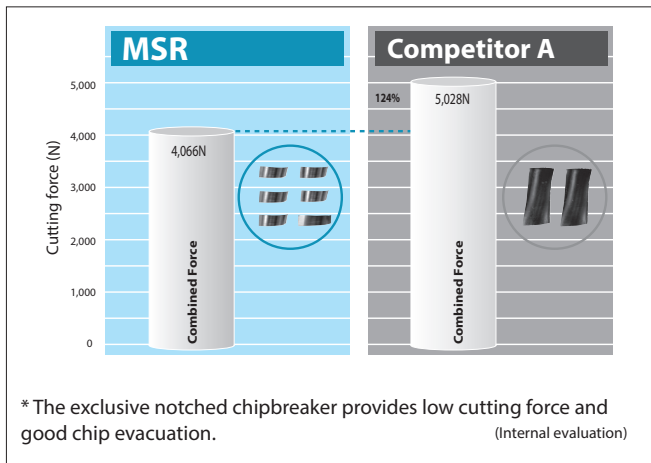 MSR
Competitor A
Cutting force (N)
5,000
4,000
3,000
2,000
1,000
0
4,066N
Combined Force
124%
5,028N
Combined Force
* The exclusive notched chipbreaker provides low cutting force and
good chip evacuation.
(Internal evaluation)